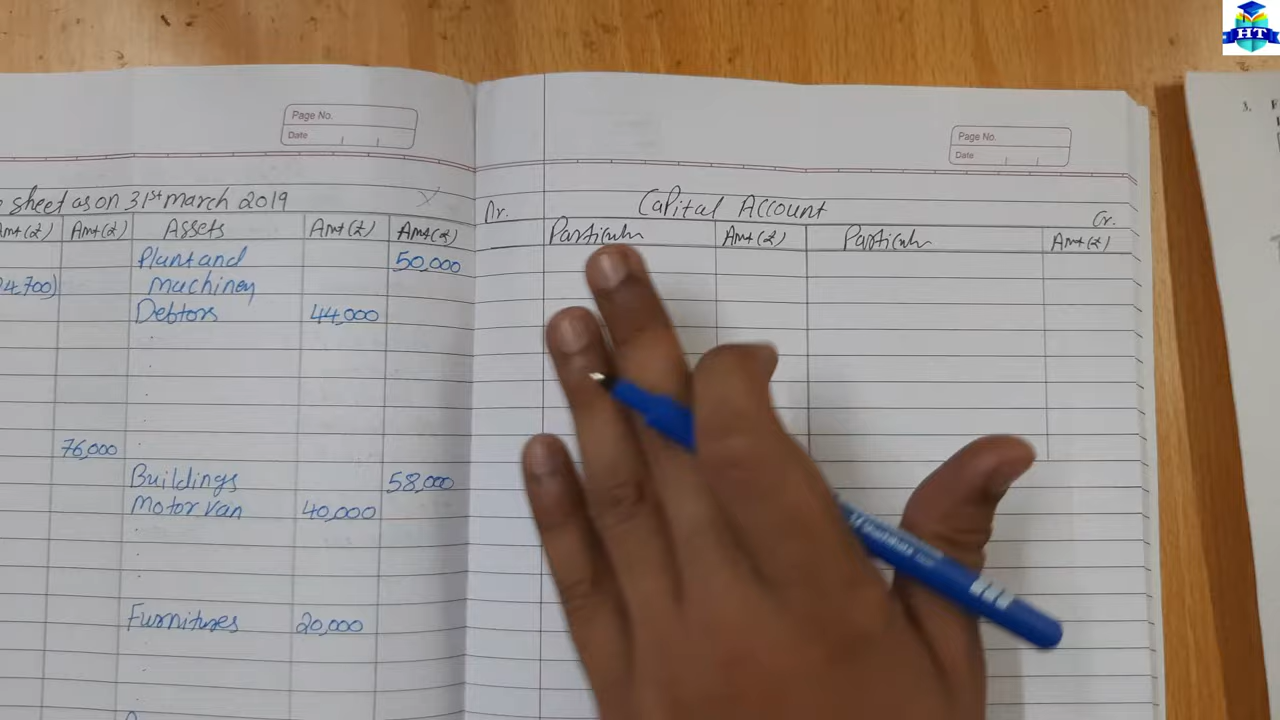 HT
Page No.
Date
sheet as on 31st march 2019
Amt(₹) Amt(₹) Assets Amt(₹) Amt(₹)
Plant and 50,000
4,700) machinery
Debtors 44,000
76,000
Buildings 58,000
Motor van 40,000
Furnitures 20,000
Page No.
Date
Capital Account
Dr. Cr.
Particular Amt(₹) Particular Amt(₹)